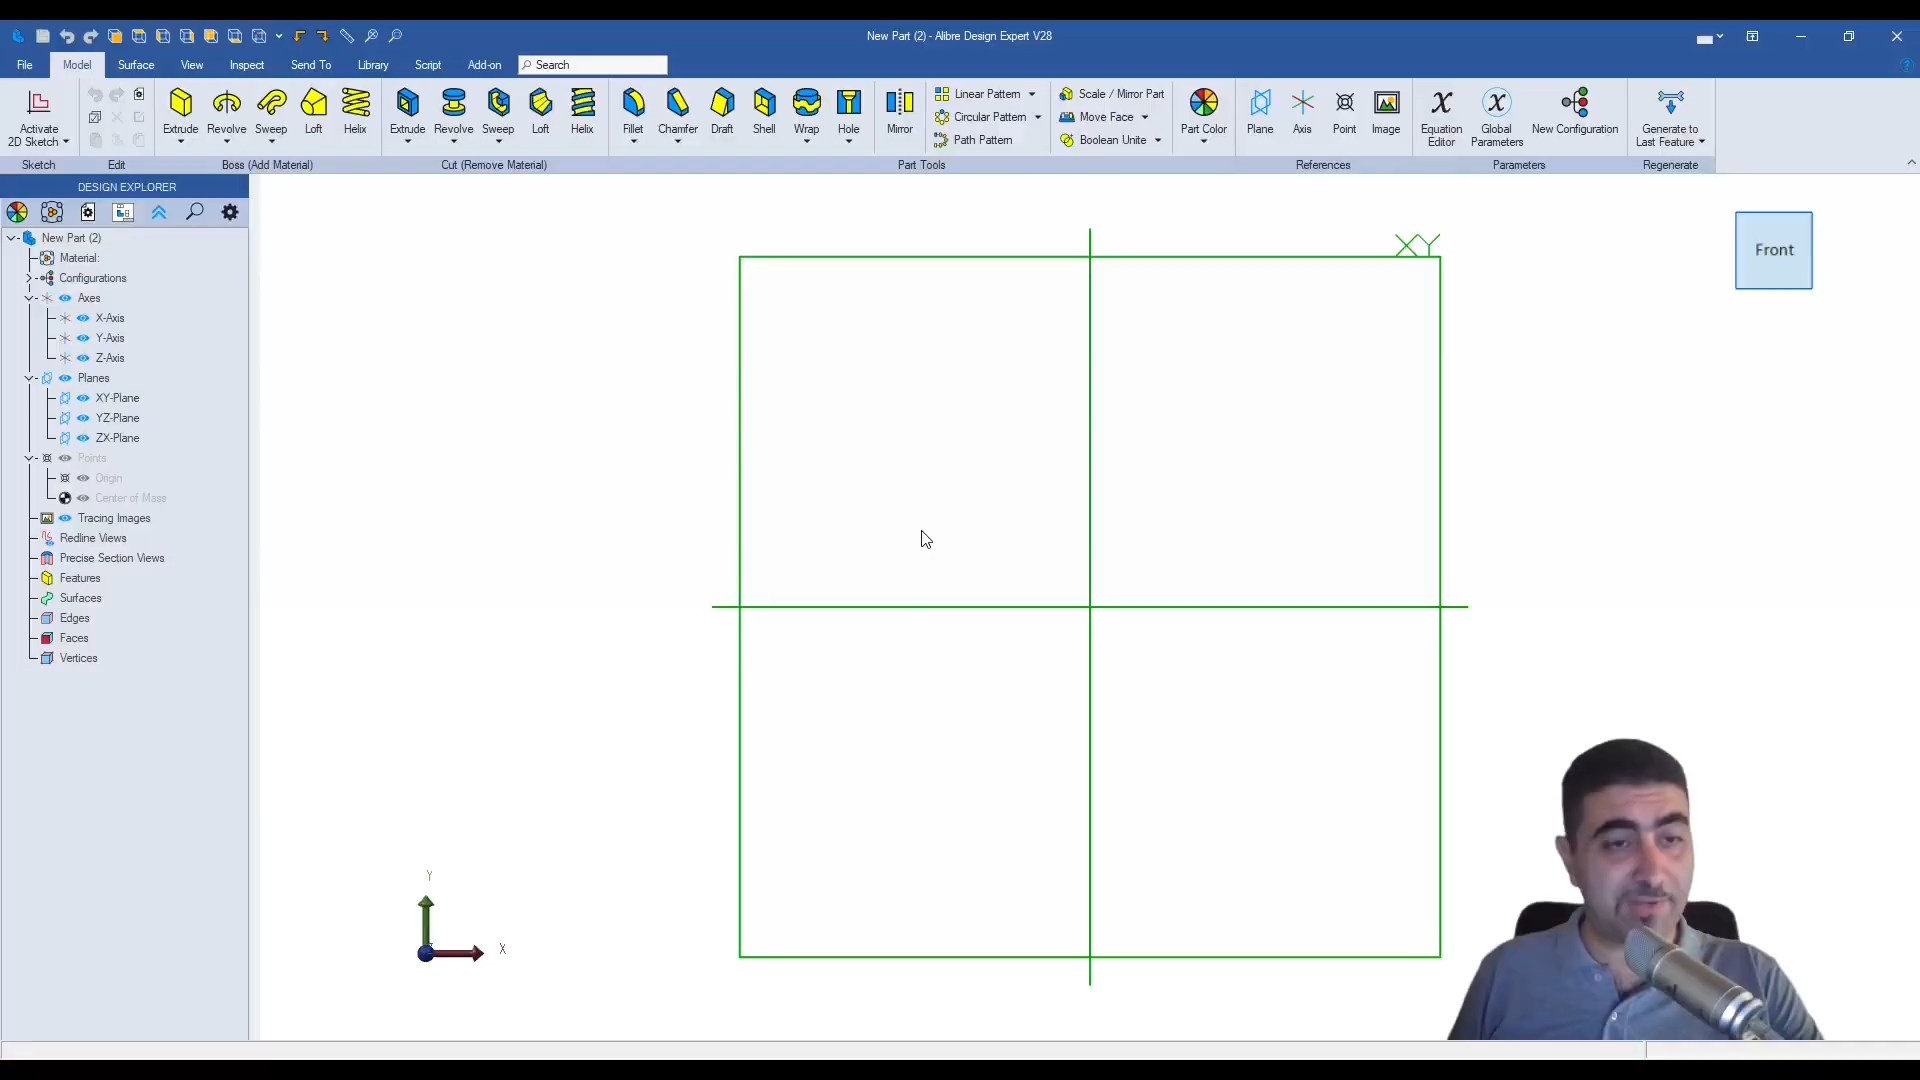 New Part (2) - Alibre Design Expert V28
File Model Surface View Inspect Send To Library Script Add-on Search
Activate 2D Sketch
Extrude Revolve Sweep Loft Helix
Extrude Revolve Sweep Loft Helix
Fillet Chamfer Draft Shell Wrap Hole
Mirror
Linear Pattern
Circular Pattern
Path Pattern
Scale / Mirror Part
Move Face
Boolean Unite
Part Color
Plane Axis Point Image
Equation Editor
Global Parameters
New Configuration
Generate to Last Feature
Sketch Edit Boss (Add Material) Cut (Remove Material) Part Tools References Parameters Regenerate
DESIGN EXPLORER
New Part (2)
Material:
Configurations
Axes
X-Axis
Y-Axis
Z-Axis
Planes
XY-Plane
YZ-Plane
ZX-Plane
Points
Origin
Center of Mass
Tracing Images
Redline Views
Precise Section Views
Features
Surfaces
Edges
Faces
Vertices
XY
Front
Y
X